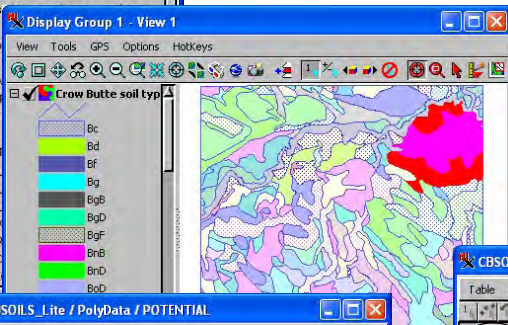 Display Group 1 - View 1
View Tools GPS Options HotKeys
Crow Butte soil typ
Bc
Bd
Bf
Bg
BgB
BgD
BgF
BnB
BnD
BoD
CBSO
Table
SOILS_Lite / PolyData / POTENTIAL